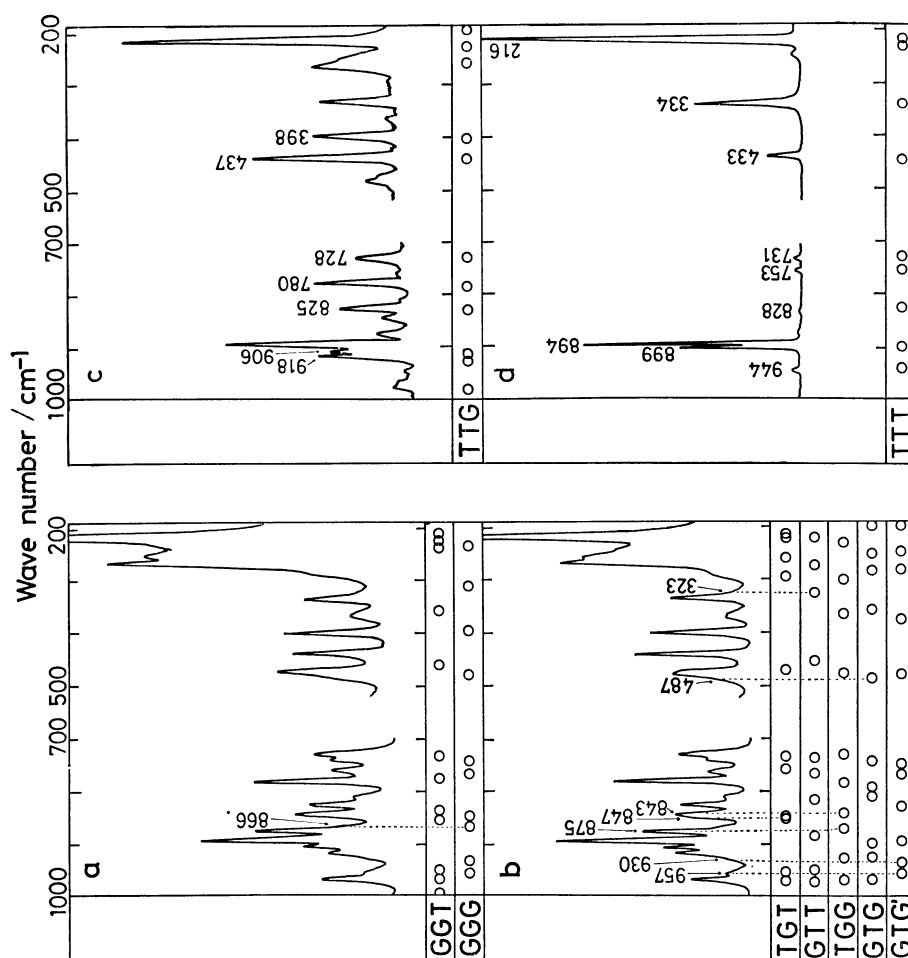 Wave number / cm⁻¹
1000 700 500 200
a
866
GGT
GGG
b
957 930 875 847 843 487 323
TGT
GTT
TGG
GTG
GTG'
1000 700 500 200
c
918 906 825 780 728 437 398
TTG
d
944 899 894 828 753 731 433 334 216
TTT